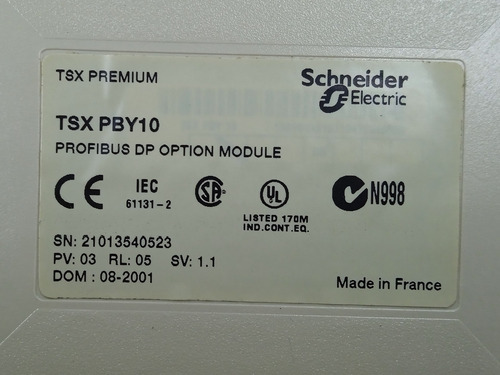 TSX PREMIUM
Schneider
Electric
TSX PBY10
PROFIBUS DP OPTION MODULE
CE IEC 61131-2 SA UL LISTED 170M IND.CONT.EQ. N998
SN: 21013540523
PV: 03 RL: 05 SV: 1.1
DOM : 08-2001
Made in France